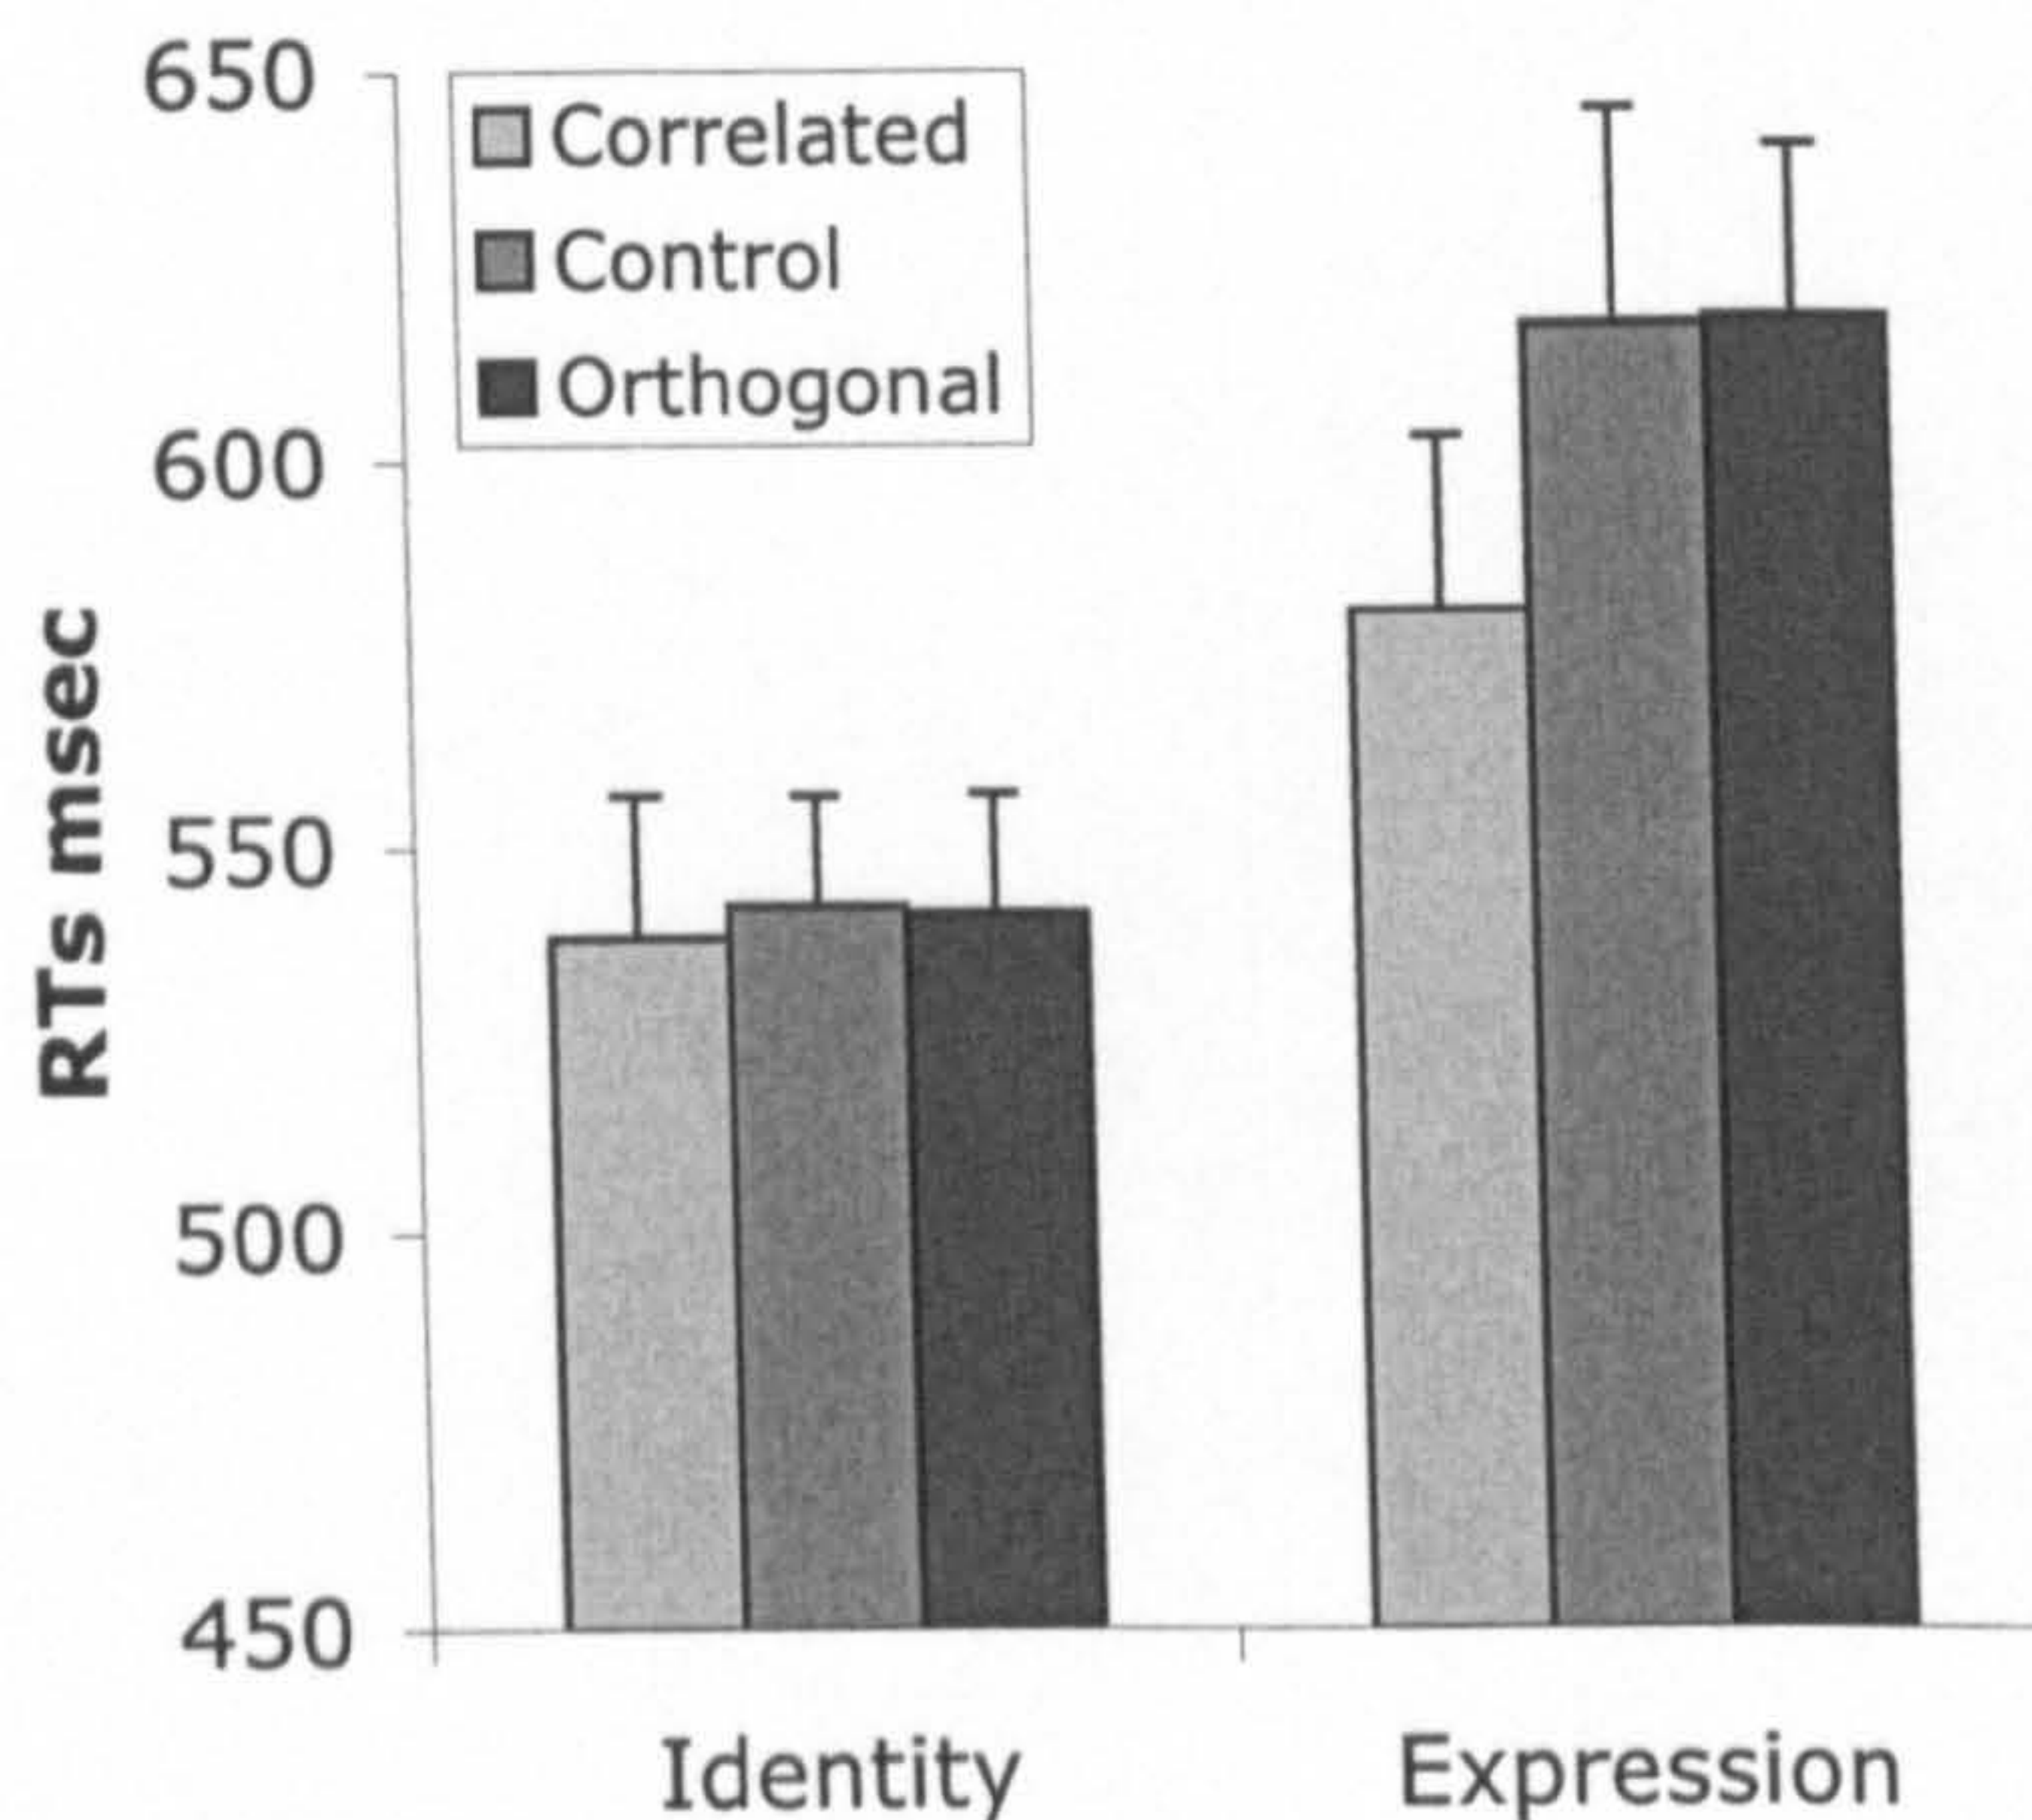 650
600
550
500
450
RTs msec
Correlated
Control
Orthogonal
Identity
Expression